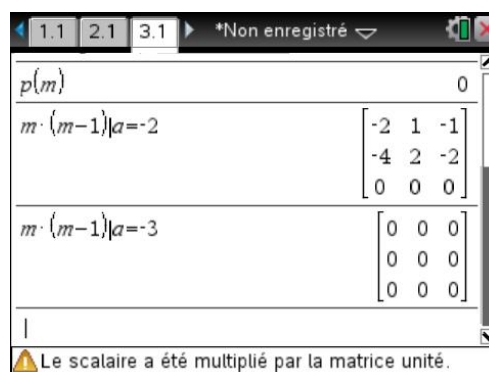 1.1 2.1 3.1 *Non enregistré
p(m) 0
m·(m−1)|a=-2 [-2 1 -1
-4 2 -2
0 0 0]
m·(m−1)|a=-3 [0 0 0
0 0 0
0 0 0]
Le scalaire a été multiplié par la matrice unité.